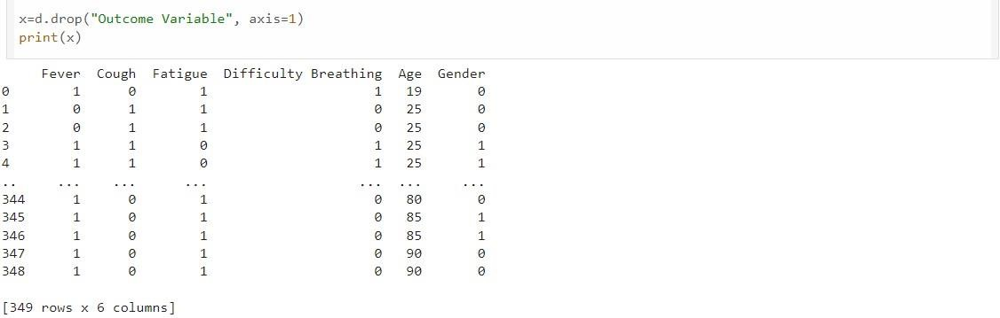 x=d.drop("Outcome Variable", axis=1)
print(x)
Fever Cough Fatigue Difficulty Breathing Age Gender
0 1 0 1 1 19 0
1 0 1 1 0 25 0
2 0 1 1 0 25 0
3 1 1 0 1 25 1
4 1 1 0 1 25 1
.. ... ... ... ... ... ...
344 1 0 1 0 80 0
345 1 0 1 0 85 1
346 1 0 1 0 85 1
347 1 0 1 0 90 0
348 1 0 1 0 90 0
[349 rows x 6 columns]